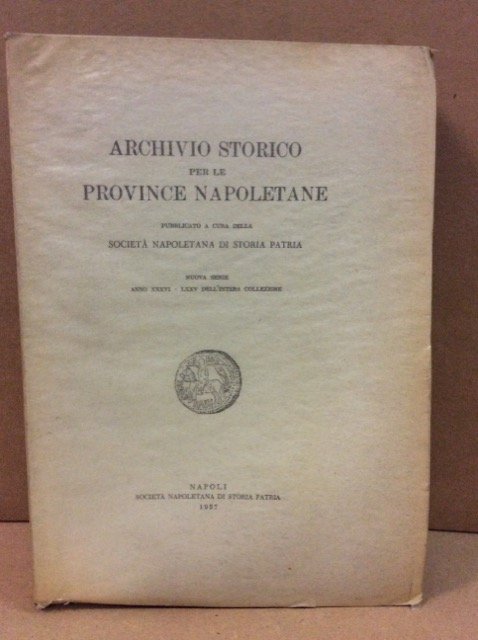 ARCHIVIO STORICO
PER LE
PROVINCE NAPOLETANE
PUBBLICATO A CURA DELLA
SOCIETÀ NAPOLETANA DI STORIA PATRIA
NUOVA SERIE
ANNO XXXVI - LXXV DELL'INTERA COLLEZIONE
NAPOLI
SOCIETÀ NAPOLETANA DI STORIA PATRIA
1957